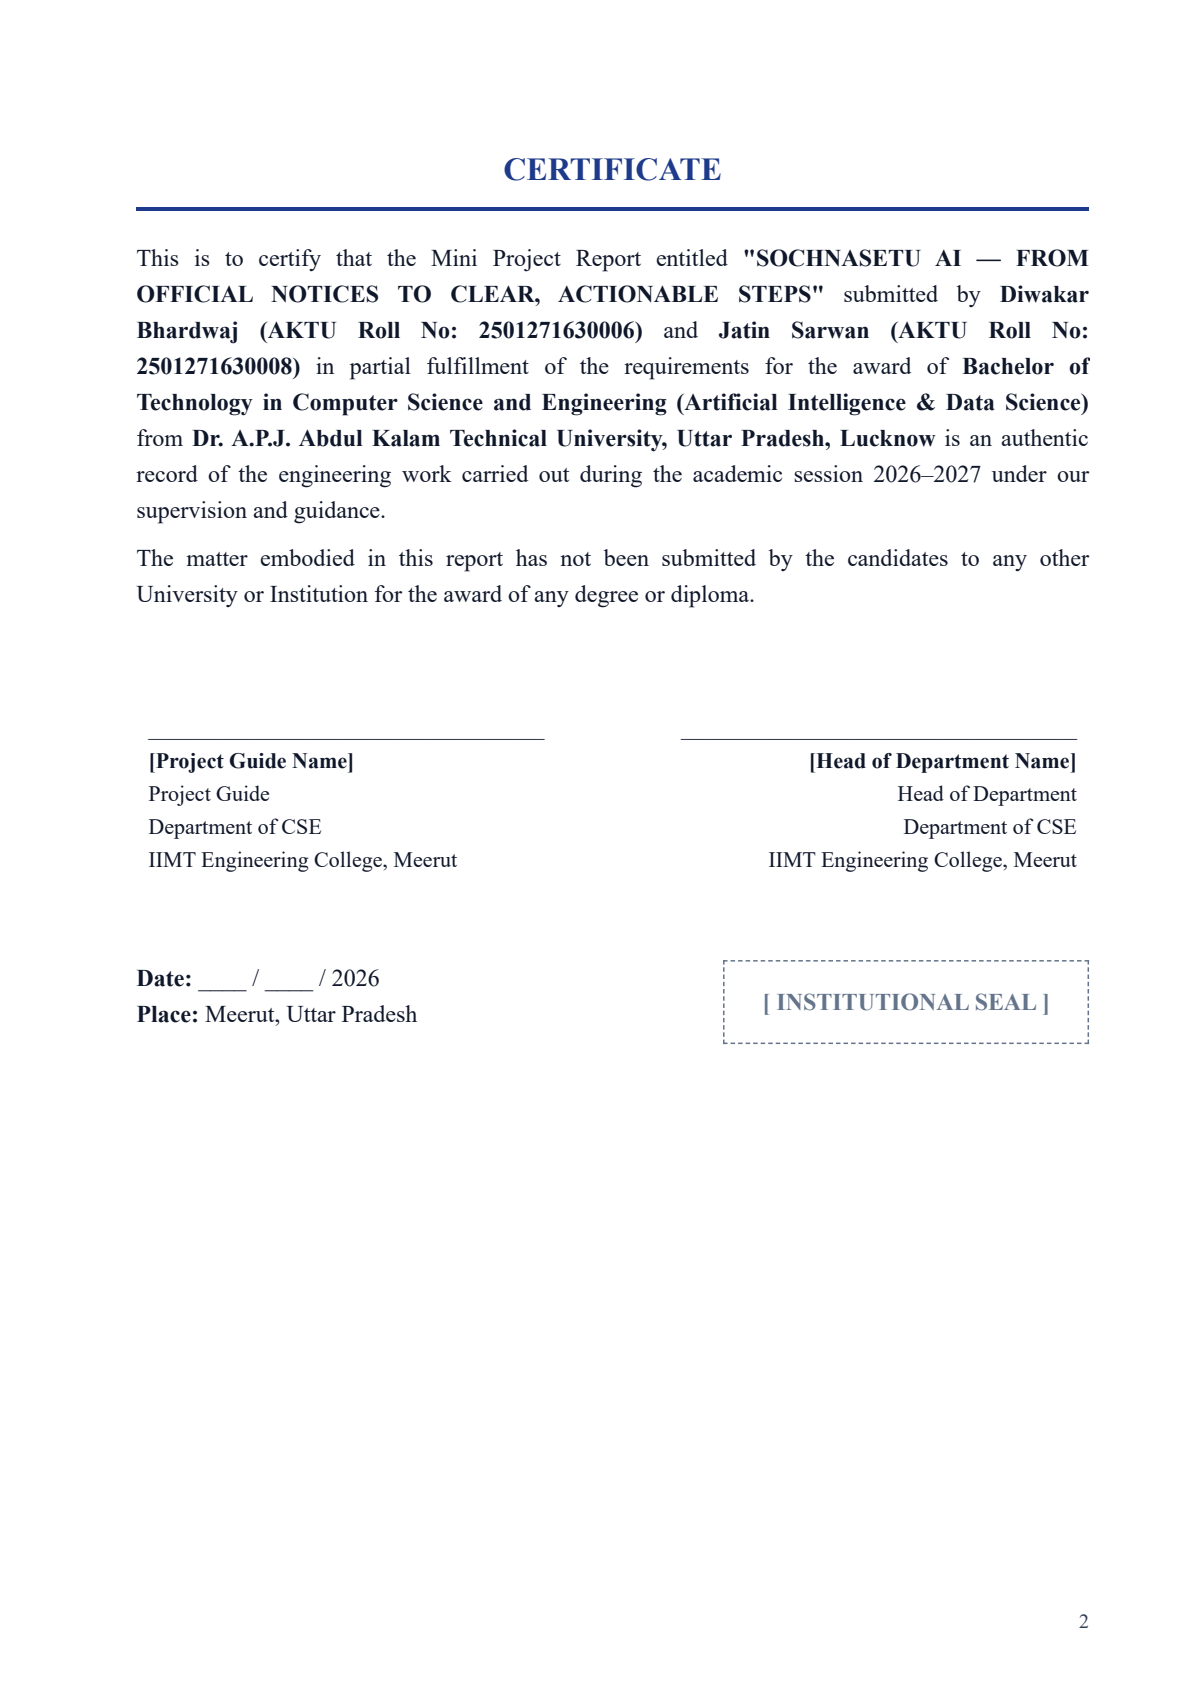 CERTIFICATE
This is to certify that the Mini Project Report entitled "SOCHNASETU AI — FROM
OFFICIAL NOTICES TO CLEAR, ACTIONABLE STEPS" submitted by Diwakar
Bhardwaj (AKTU Roll No: 2501271630006) and Jatin Sarwan (AKTU Roll No:
2501271630008) in partial fulfillment of the requirements for the award of Bachelor of
Technology in Computer Science and Engineering (Artificial Intelligence & Data Science)
from Dr. A.P.J. Abdul Kalam Technical University, Uttar Pradesh, Lucknow is an authentic
record of the engineering work carried out during the academic session 2026–2027 under our
supervision and guidance.
The matter embodied in this report has not been submitted by the candidates to any other
University or Institution for the award of any degree or diploma.
[Project Guide Name]
Project Guide
Department of CSE
IIMT Engineering College, Meerut
[Head of Department Name]
Head of Department
Department of CSE
IIMT Engineering College, Meerut
Date: ____ / ____ / 2026
Place: Meerut, Uttar Pradesh
[ INSTITUTIONAL SEAL ]
2